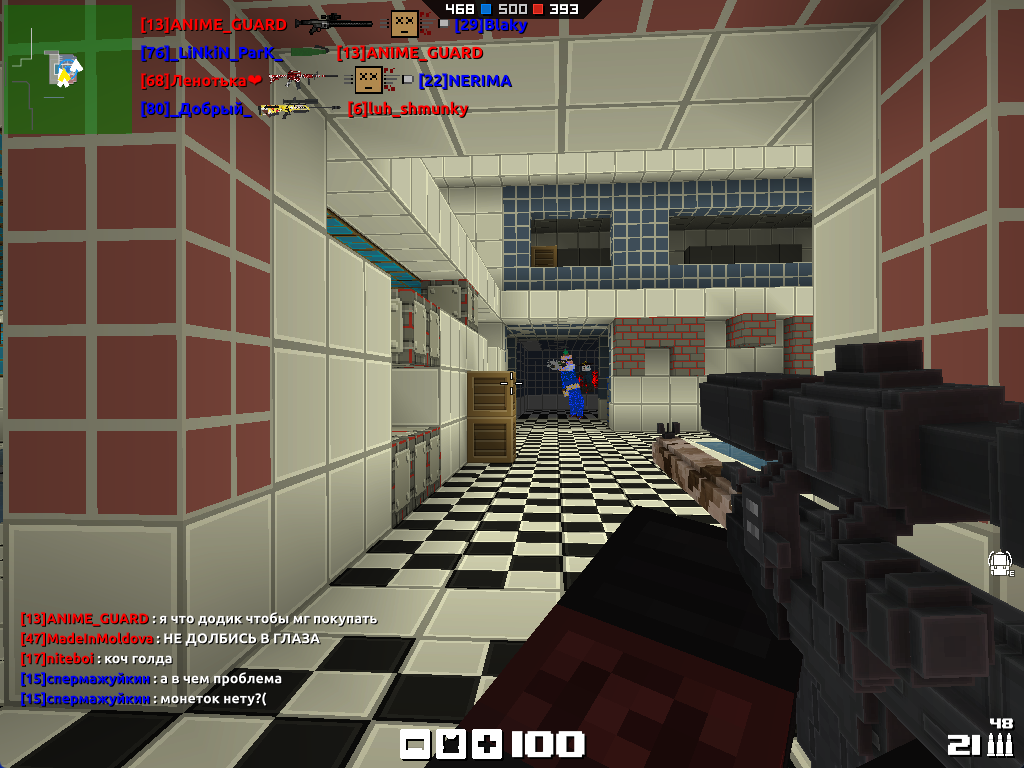 468 500 393
[13]ANIME_GUARD [29]Blaky
[76]_LiNkiN_ParK_ [13]ANIME_GUARD
[68]Ленотька❤ [22]NERIMA
[80]_Добрый_ [6]luh_shmunky
[13]ANIME_GUARD : я что додик чтобы мг покупать
[47]MadeInMoldova : НЕ ДОЛБИСЬ В ГЛАЗА
[17]niteboi : коч голда
[15]спермажуйкин : а в чем проблема
[15]спермажуйкин : монеток нету?(
100
48
21